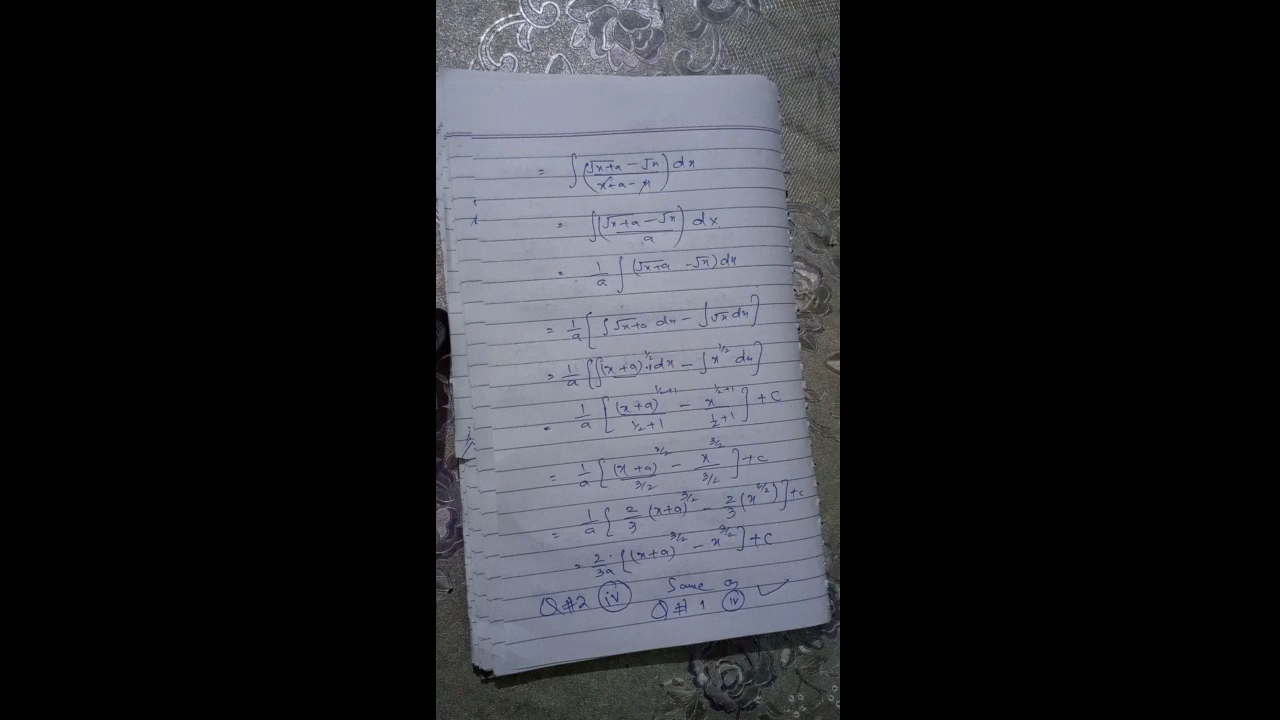 = ∫ (√x+a − √x / x+a−x) dx
= ∫ (√x+a − √x / a) dx
= 1/a ∫ (√x+a − √x) dx
= 1/a [ ∫ √x+a dx − ∫ √x dx ]
= 1/a [ ∫ (x+a)^1/2 · 1 dx − ∫ x^1/2 dx ]
= 1/a [ (x+a)^1/2+1 / 1/2+1 − x^1/2+1 / 1/2+1 ] + C
= 1/a [ (x+a)^3/2 / 3/2 − x^3/2 / 3/2 ] + C
= 1/a [ 2/3 (x+a)^3/2 − 2/3 (x^3/2) ] + C
= 2/3a [ (x+a)^3/2 − x^3/2 ] + C
Q #2 iv Same as
Q # 1 iv ✓